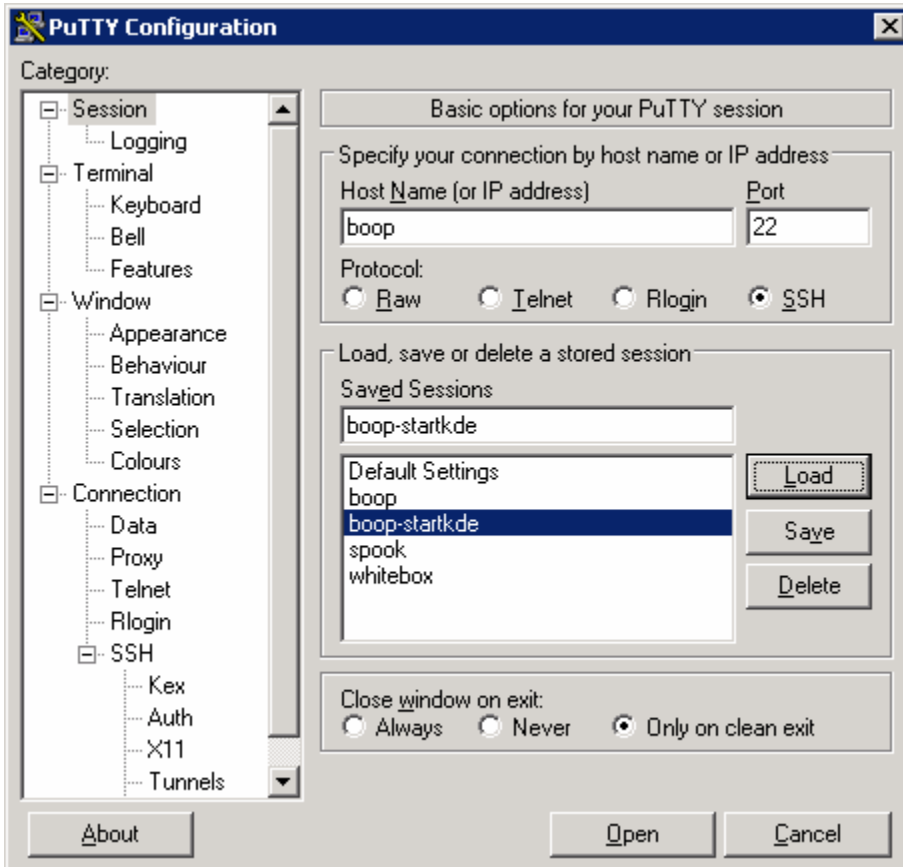 PuTTY Configuration
Category:
Session
Logging
Terminal
Keyboard
Bell
Features
Window
Appearance
Behaviour
Translation
Selection
Colours
Connection
Data
Proxy
Telnet
Rlogin
SSH
Kex
Auth
X11
Tunnels
Basic options for your PuTTY session
Specify your connection by host name or IP address
Host Name (or IP address) Port
boop 22
Protocol:
Raw Telnet Rlogin SSH
Load, save or delete a stored session
Saved Sessions
boop-startkde
Default Settings
boop
boop-startkde
spook
whitebox
Load
Save
Delete
Close window on exit:
Always Never Only on clean exit
About Open Cancel